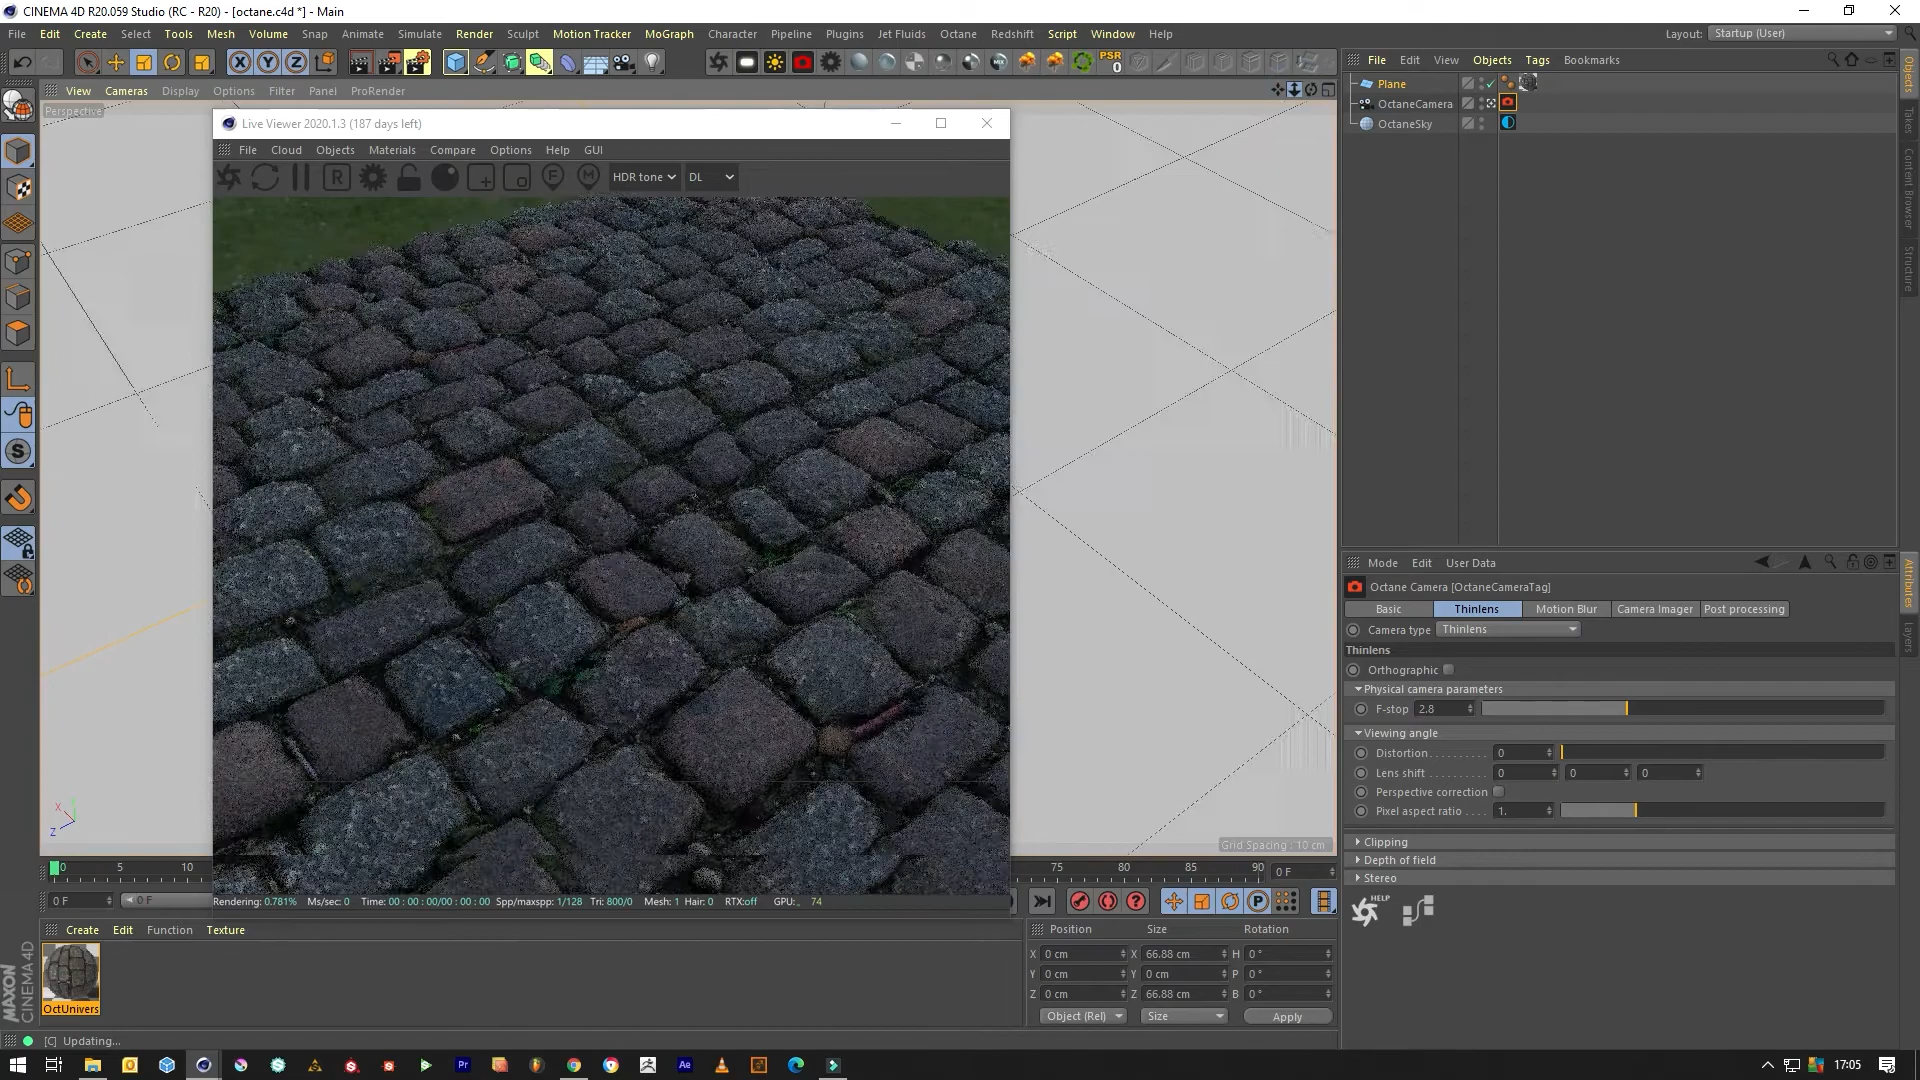 CINEMA 4D R20.059 Studio (RC - R20) - [octane.c4d *] - Main
File Edit Create Select Tools Mesh Volume Snap Animate Simulate Render Sculpt Motion Tracker MoGraph Character Pipeline Plugins Jet Fluids Octane Redshift Script Window Help
Layout: Startup (User)
PSR
0
View Cameras Display Options Filter Panel ProRender
Perspective
Live Viewer 2020.1.3 (187 days left)
File Cloud Objects Materials Compare Options Help GUI
HDR tone DL
Rendering: 0.781% Ms/sec: 0 Time: 00 : 00 : 00/00 : 00 : 00 Spp/maxspp: 1/128 Tri: 800/0 Mesh: 1 Hair: 0 RTX:off GPU: 74
Grid Spacing : 10 cm
X
Z
0 5 10 75 80 85 90 0 F
0 F 0 F
Create Edit Function Texture
OctUnivers
MAXON
CINEMA 4D
Position Size Rotation
X 0 cm X 66.88 cm H 0 °
Y 0 cm Y 0 cm P 0 °
Z 0 cm Z 66.88 cm B 0 °
Object (Rel) Size Apply
[C] Updating...
File Edit View Objects Tags Bookmarks
Plane
OctaneCamera
OctaneSky
Objects
Takes
Content Browser
Structure
Mode Edit User Data
Octane Camera [OctaneCameraTag]
Basic Thinlens Motion Blur Camera Imager Post processing
Camera type Thinlens
Thinlens
Orthographic
Physical camera parameters
F-stop 2.8
Viewing angle
Distortion . . . . . . . . . 0
Lens shift . . . . . . . . . 0 0 0
Perspective correction
Pixel aspect ratio . . . . 1.
Clipping
Depth of field
Stereo
HELP
Attributes
Layers
17:05